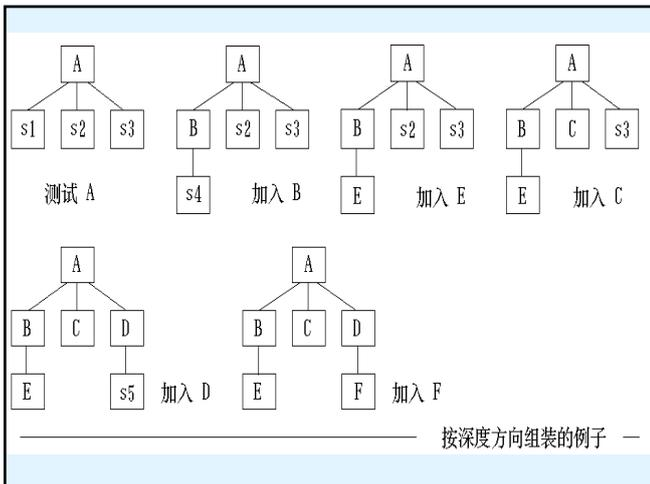 A A A A
s1 s2 s3 B s2 s3 B s2 s3 B C s3
测试 A s4 加入 B E 加入 E E 加入 C
A A
B C D B C D
E s5 加入 D E F 加入 F
按深度方向组装的例子